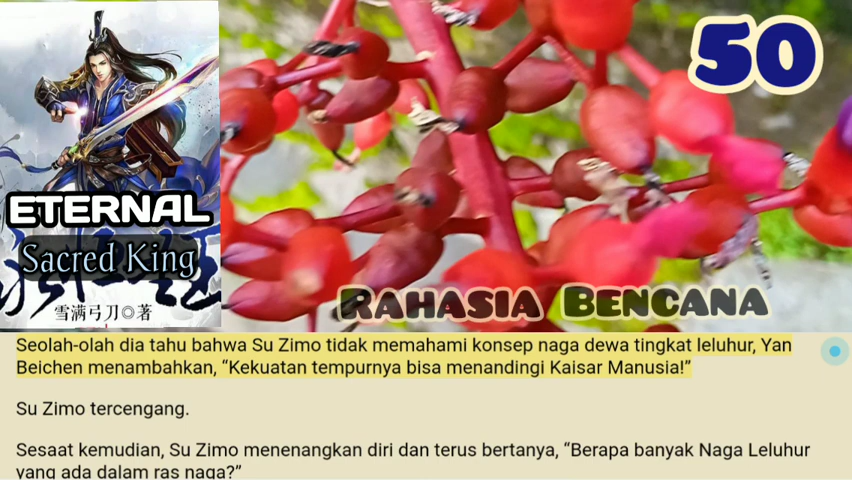 50
ETERNAL
Sacred King
雪满弓刀◎著
RAHASIA BENCANA
Seolah-olah dia tahu bahwa Su Zimo tidak memahami konsep naga dewa tingkat leluhur, Yan
Beichen menambahkan, “Kekuatan tempurnya bisa menandingi Kaisar Manusia!”
Su Zimo tercengang.
Sesaat kemudian, Su Zimo menenangkan diri dan terus bertanya, “Berapa banyak Naga Leluhur
yang ada dalam ras naga?”